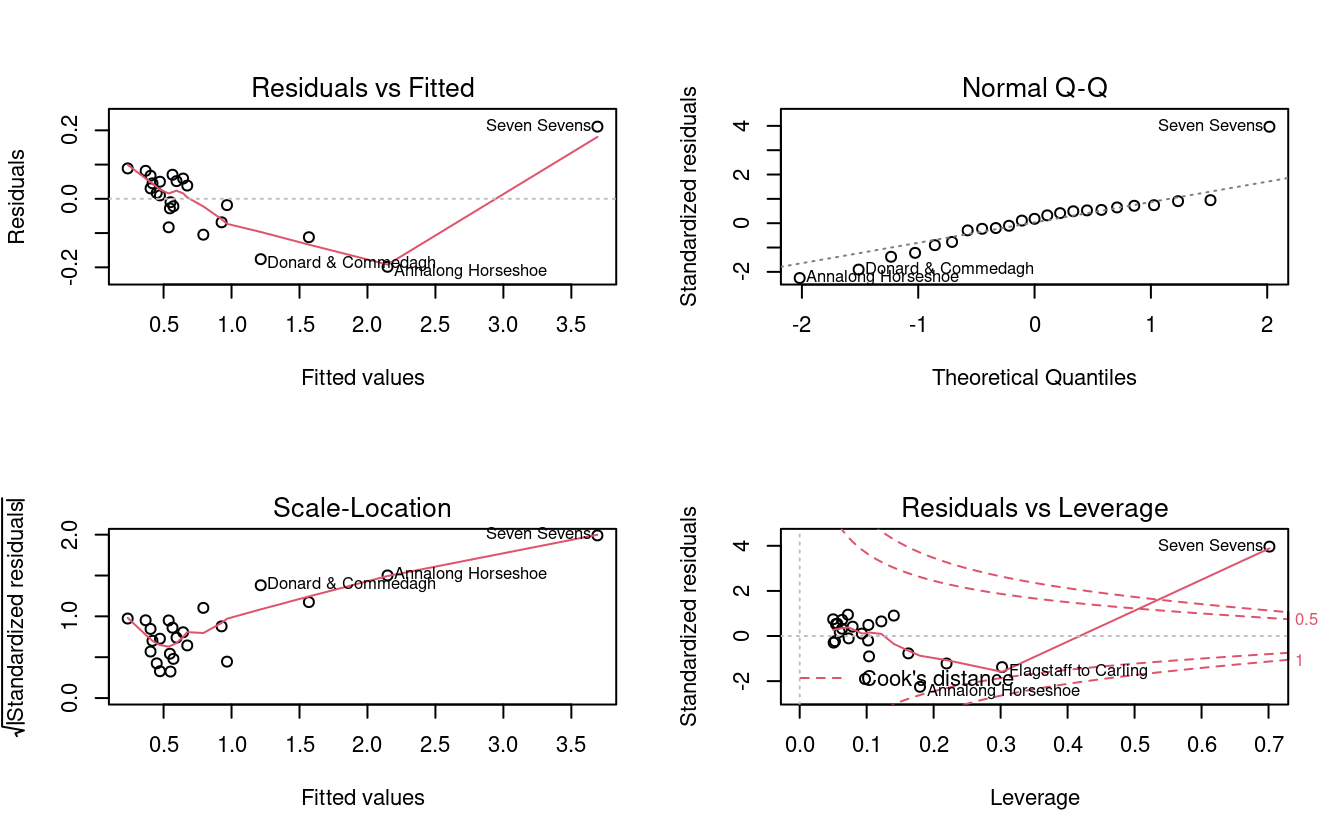 Residuals vs Fitted
Residuals
0.2
0.0
-0.2
Seven Sevens
Donard & Commedagh
Annalong Horseshoe
0.5 1.0 1.5 2.0 2.5 3.0 3.5
Fitted values
Normal Q-Q
Standardized residuals
4
2
0
-2
Seven Sevens
Donard & Commedagh
Annalong Horseshoe
-2 -1 0 1 2
Theoretical Quantiles
Scale-Location
√|Standardized residuals|
2.0
1.0
0.0
Seven Sevens
Annalong Horseshoe
Donard & Commedagh
0.5 1.0 1.5 2.0 2.5 3.0 3.5
Fitted values
Residuals vs Leverage
Standardized residuals
4
2
0
-2
Seven Sevens
0.5
1
Flagstaff to Carling
Cook's distance
Annalong Horseshoe
0.0 0.1 0.2 0.3 0.4 0.5 0.6 0.7
Leverage